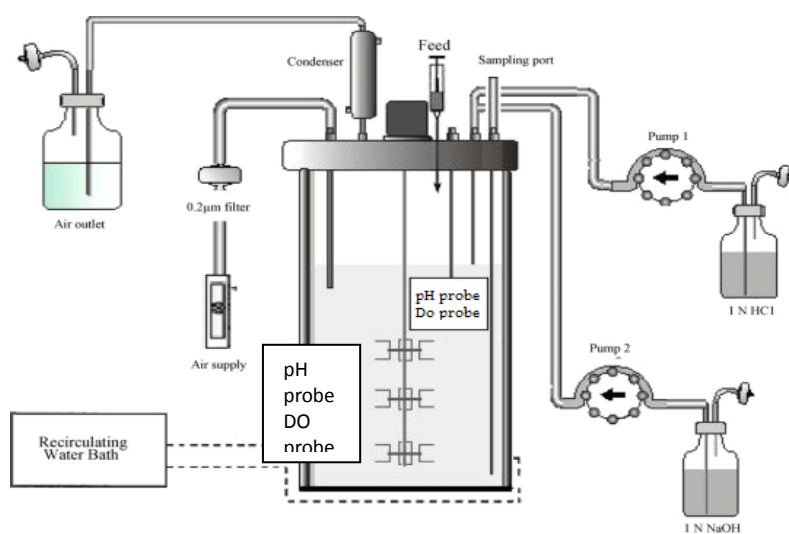 Feed
Condenser
Sampling port
Pump 1
0.2μm filter
Air outlet
1 N HCl
pH probe
Do probe
Air supply
pH
probe
DO
probe
Pump 2
Recirculating
Water Bath
1 N NaOH